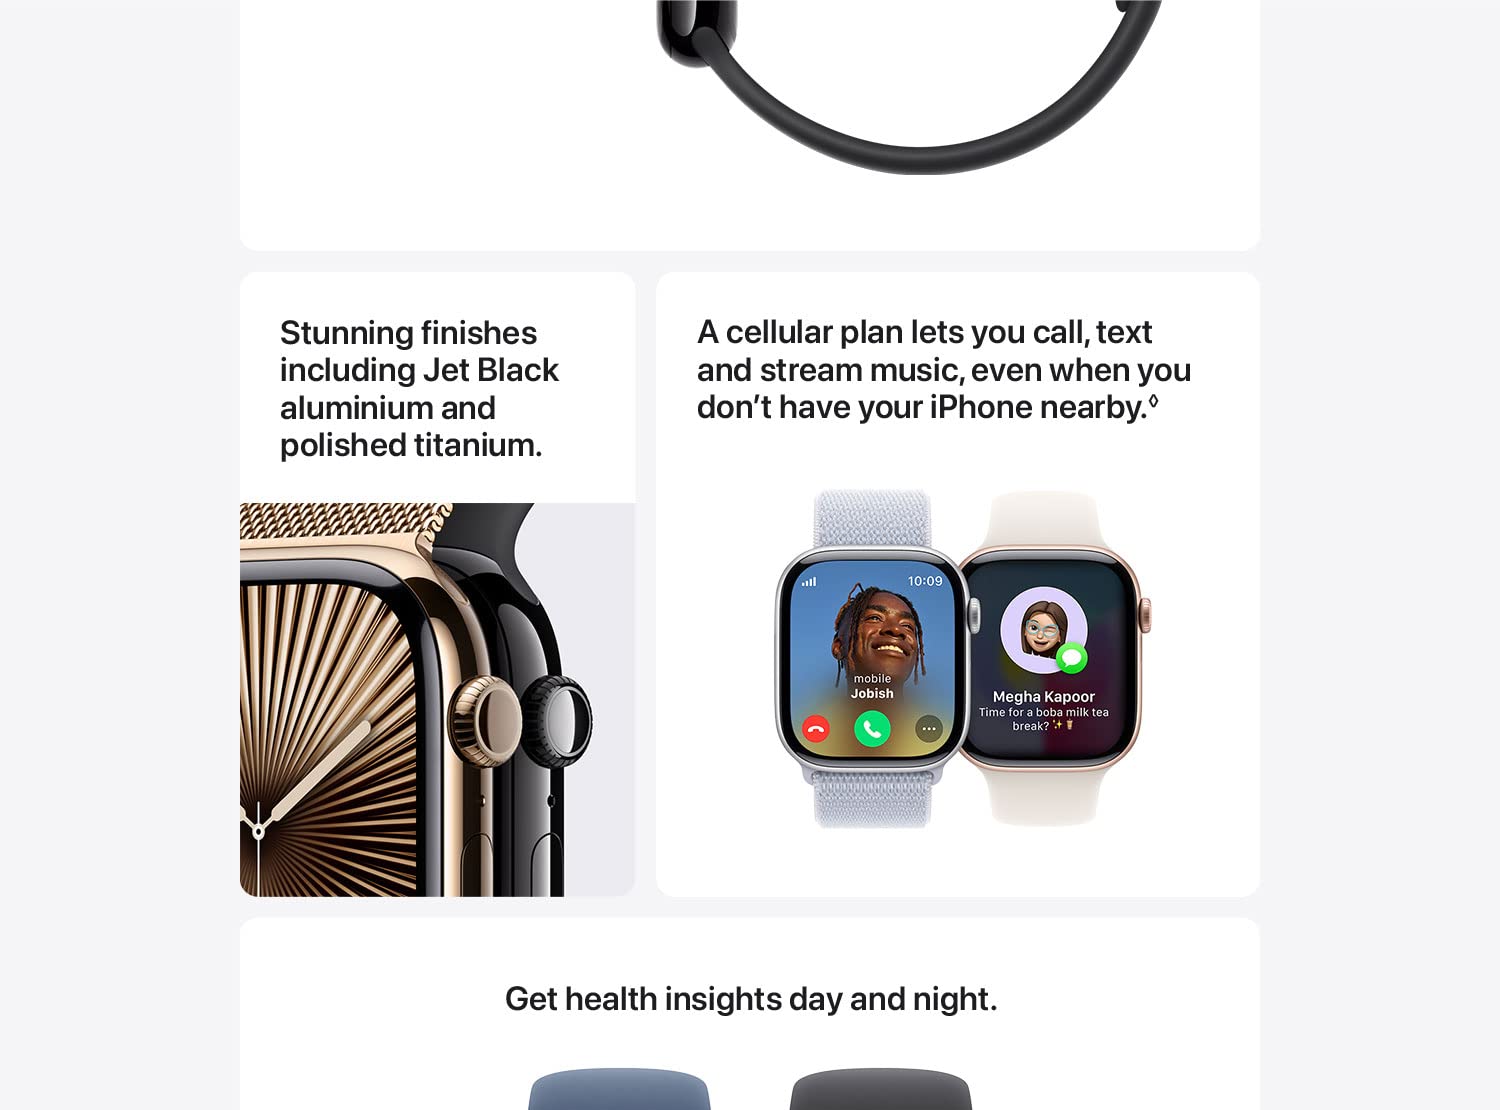 Stunning finishes
including Jet Black
aluminium and
polished titanium.
A cellular plan lets you call, text
and stream music, even when you
don’t have your iPhone nearby.◊
10:09
mobile
Jobish
Megha Kapoor
Time for a boba milk tea
break? ✨🧋
Get health insights day and night.